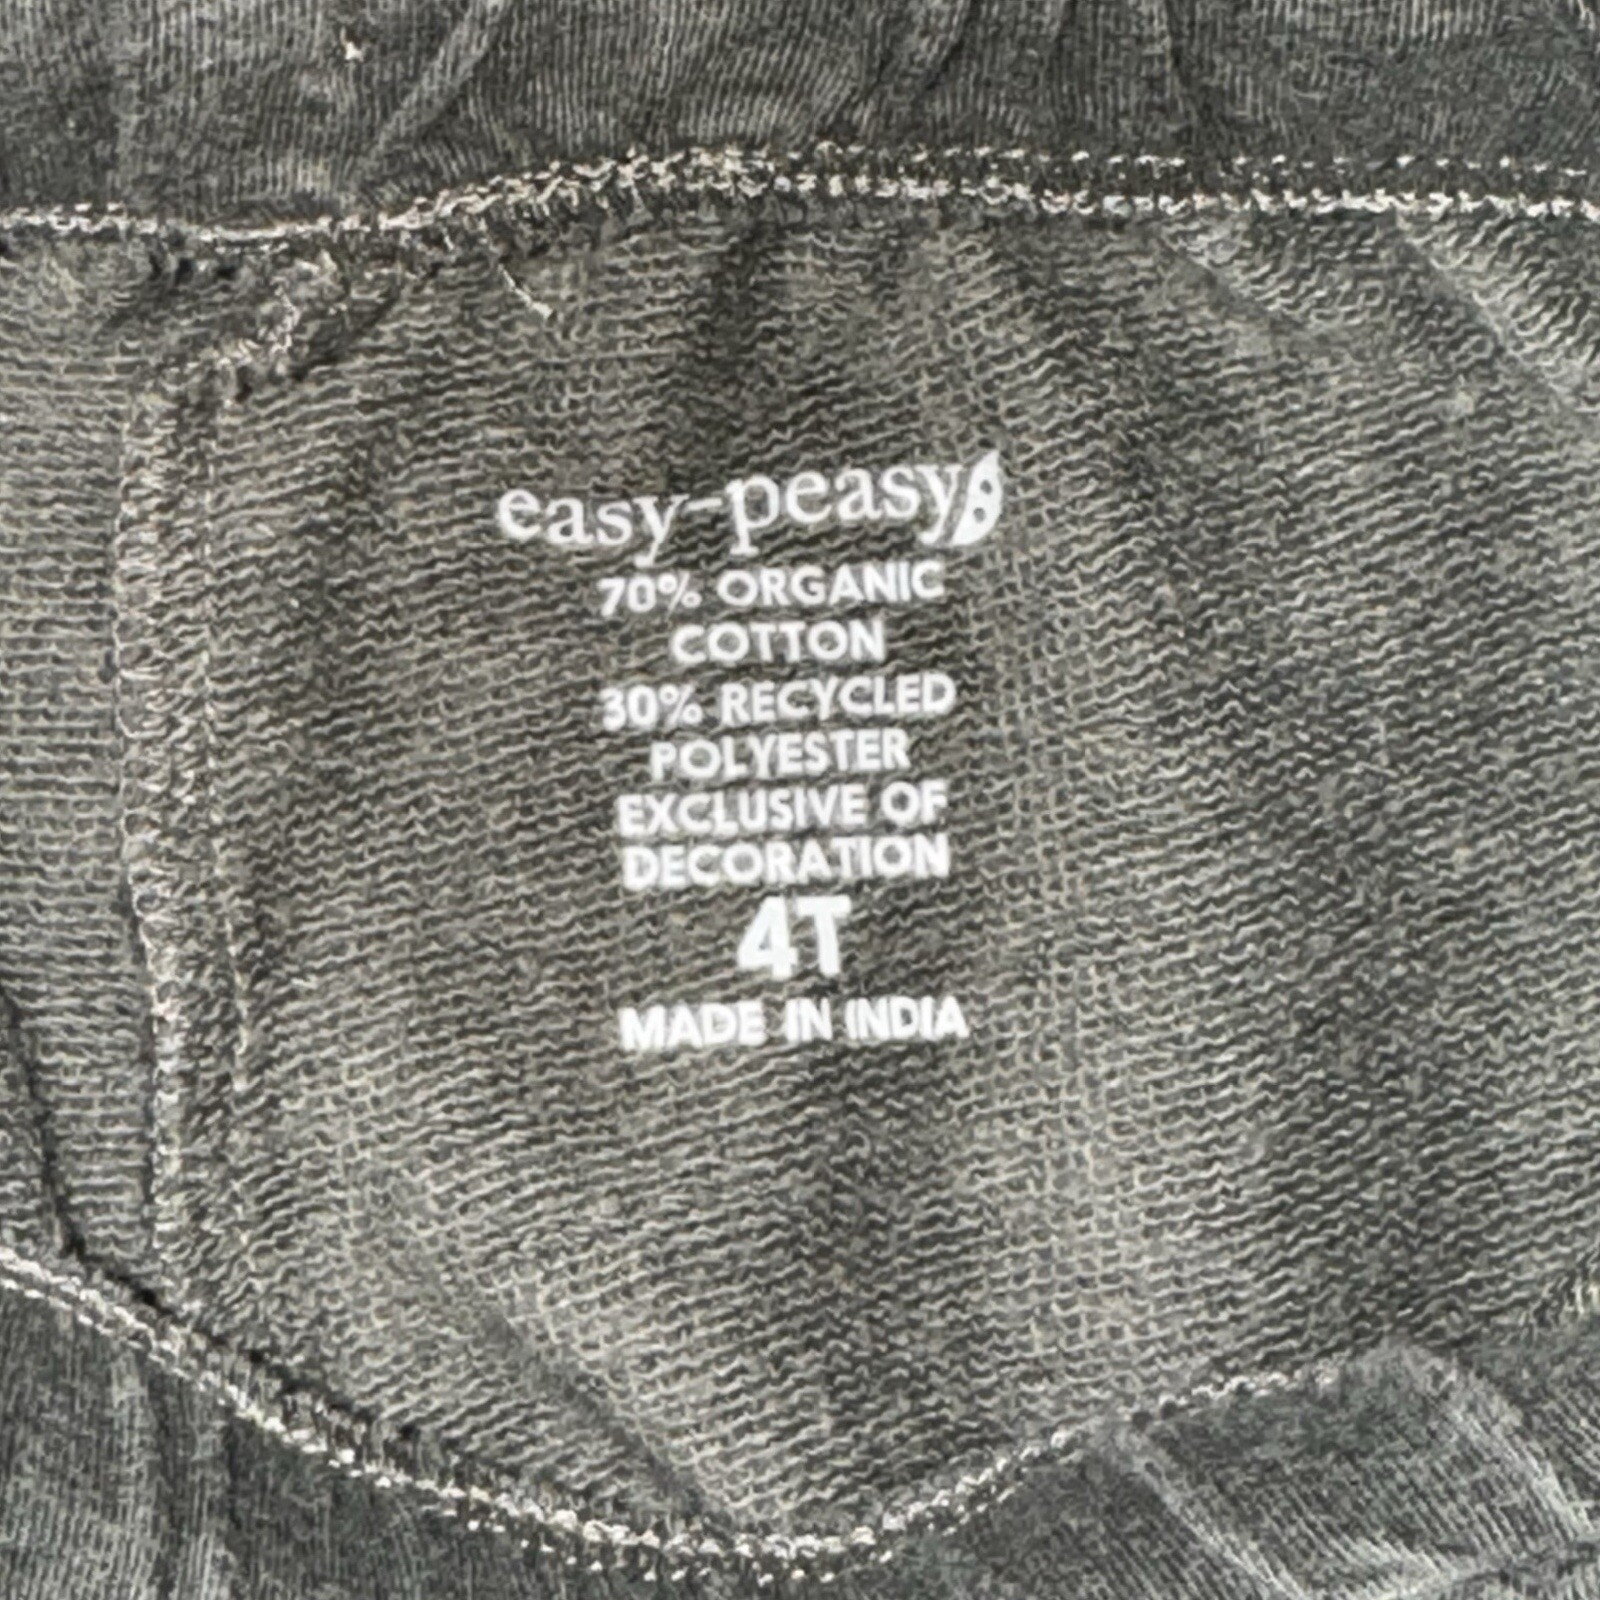 easy-peasy
70% ORGANIC
COTTON
30% RECYCLED
POLYESTER
EXCLUSIVE OF
DECORATION
4T
MADE IN INDIA